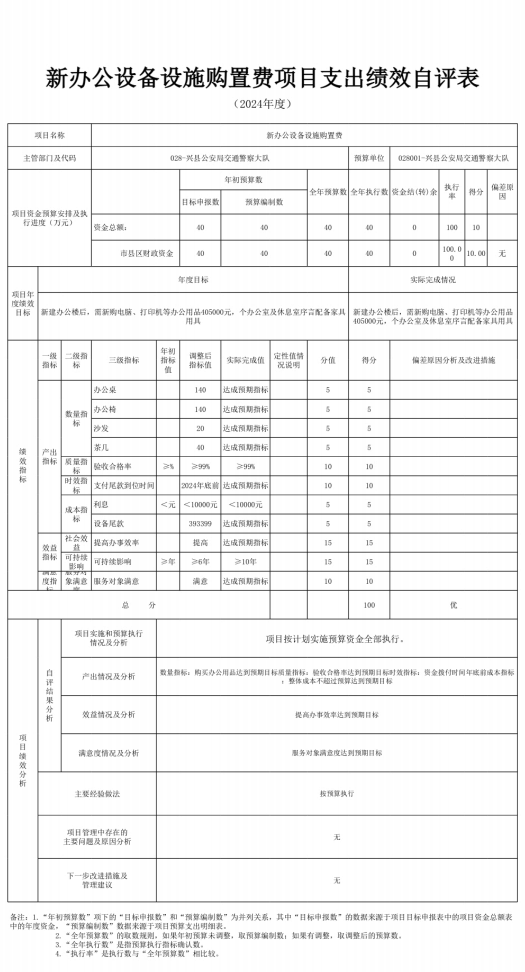 新办公设备设施购置费项目支出绩效自评表
（2024年度）
项目名称 新办公设备设施购置费
主管部门及代码 028-兴县公安局交通警察大队 预算单位 028001-兴县公安局交通警察大队
项目资金预算安排及执行进度（万元） 年初预算数 全年预算数 全年执行数 资金结(转)余 执行率 得分 偏差原因
目标申报数 预算编制数
资金总额: 40 40 40 40 0 100 10
市县区财政资金 40 40 40 40 0 100.00 10.00 无
项目年度绩效目标 年度目标 实际完成情况
新建办公楼后，需新购电脑、打印机等办公用品405000元，个办公室及休息室序言配备家具用具 新建办公楼后，需新购电脑、打印机等办公用品405000元，个办公室及休息室序言配备家具用具
绩效指标 一级指标 二级指标 三级指标 年初指标值 调整后指标值 实际完成值 定性值情况说明 分值 得分 偏差原因分析及改进措施
产出指标 数量指标 办公桌 140 达成预期指标 5 5
办公椅 140 达成预期指标 5 5
沙发 20 达成预期指标 5 5
茶几 40 达成预期指标 5 5
质量指标 验收合格率 ≥% ≥99% ≥99% 10 10
时效指标 支付尾款到位时间 2024年底前 达成预期指标 10 10
成本指标 利息 ＜元 ＜10000元 ＜10000元 5 5
设备尾款 393399 达成预期指标 5 5
效益指标 社会效益 提高办事效率 提高 达成预期指标 15 15
可持续影响 可持续影响 ≥年 ≥6年 ≥10年 15 15
满意度指标 服务对象满意度 服务对象满意 满意 达成预期指标 10 10
总 分 100 优
项目绩效分析 自评结果分析 项目实施和预算执行情况及分析 项目按计划实施预算资金全部执行。
产出情况及分析 数量指标：购买办公用品达到预期目标质量指标：验收合格率达到预期目标时效指标：资金拨付时间年底前成本指标
：整体成本不超过预算达到预期目标
效益情况及分析 提高办事效率达到预期目标
满意度情况及分析 服务对象满意度达到预期目标
主要经验做法 按预算执行
项目管理中存在的
主要问题及原因分析 无
下一步改进措施及
管理建议 无
备注：1.“年初预算数”项下的“目标申报数”和“预算编制数”为并列关系，其中“目标申报数”的数据来源于项目目标申报表中的项目资金总额表
中的年度资金，“预算编制数”数据来源于项目预算支出明细表。
2.“全年预算数”的取数规则，如果年初预算未调整，取预算编制数；如果有调整，取调整后的预算数。
3.“全年执行数”是指预算执行指标确认数。
4.“执行率”是执行数与“全年预算数”相比较。